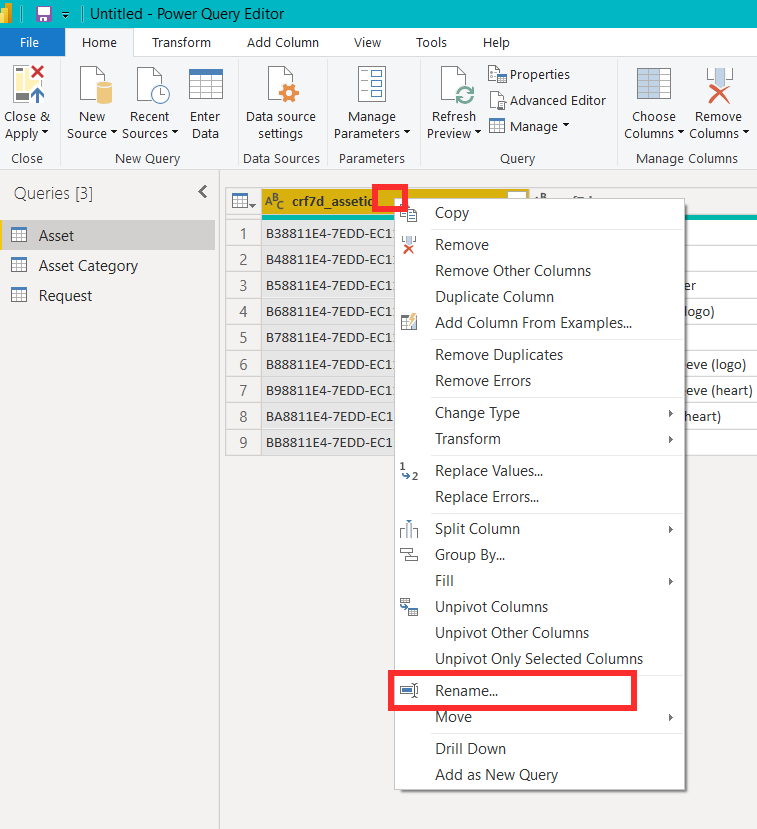 Untitled - Power Query Editor
File Home Transform Add Column View Tools Help
Close & Apply
New Source
Recent Sources
Enter Data
Data source settings
Manage Parameters
Refresh Preview
Properties
Advanced Editor
Manage
Choose Columns
Remove Columns
Close New Query Data Sources Parameters Query Manage Columns
Queries [3]
Asset
Asset Category
Request
ABC crf7d_assetid
1 B38811E4-7EDD-EC1
2 B48811E4-7EDD-EC1
3 B58811E4-7EDD-EC1 er
4 B68811E4-7EDD-EC1 logo)
5 B78811E4-7EDD-EC1
6 B88811E4-7EDD-EC1 eve (logo)
7 B98811E4-7EDD-EC1 eve (heart)
8 BA8811E4-7EDD-EC1 heart)
9 BB8811E4-7EDD-EC1
Copy
Remove
Remove Other Columns
Duplicate Column
Add Column From Examples...
Remove Duplicates
Remove Errors
Change Type
Transform
Replace Values...
Replace Errors...
Split Column
Group By...
Fill
Unpivot Columns
Unpivot Other Columns
Unpivot Only Selected Columns
Rename...
Move
Drill Down
Add as New Query